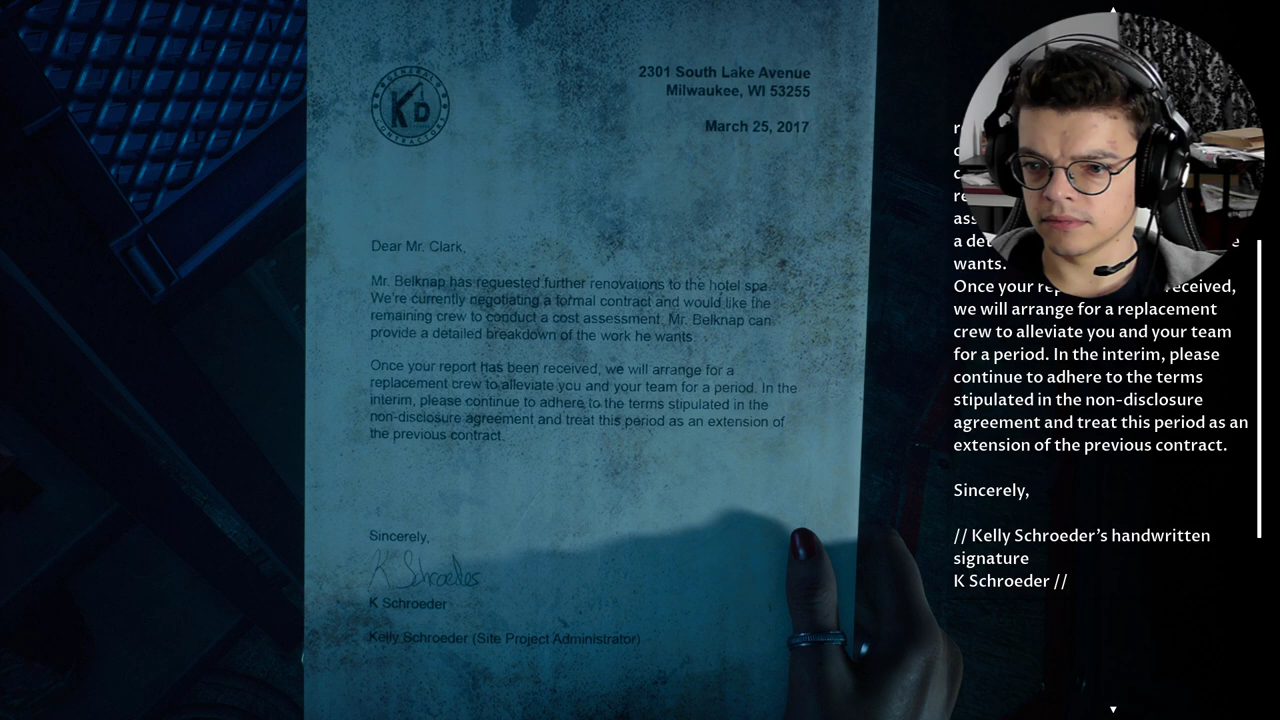 GENERAL
KD
CONTRACTORS
2301 South Lake Avenue
Milwaukee, WI 53255
March 25, 2017
Dear Mr. Clark,
Mr. Belknap has requested further renovations to the hotel spa.
We're currently negotiating a formal contract and would like the
remaining crew to conduct a cost assessment. Mr. Belknap can
provide a detailed breakdown of the work he wants.
Once your report has been received, we will arrange for a
replacement crew to alleviate you and your team for a period. In the
interim, please continue to adhere to the terms stipulated in the
non-disclosure agreement and treat this period as an extension of
the previous contract.
Sincerely,
K Schroeder
K Schroeder
Kelly Schroeder (Site Project Administrator)
wants.
Once your received,
we will arrange for a replacement
crew to alleviate you and your team
for a period. In the interim, please
continue to adhere to the terms
stipulated in the non-disclosure
agreement and treat this period as an
extension of the previous contract.
Sincerely,
// Kelly Schroeder's handwritten
signature
K Schroeder //